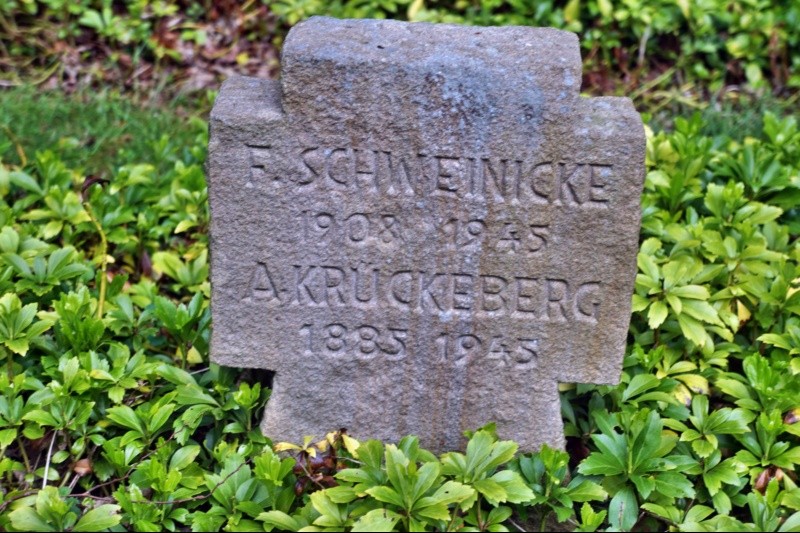 F. SCHWEINICKE
1908 1945
A. KRÜCKEBERG
1885 1945